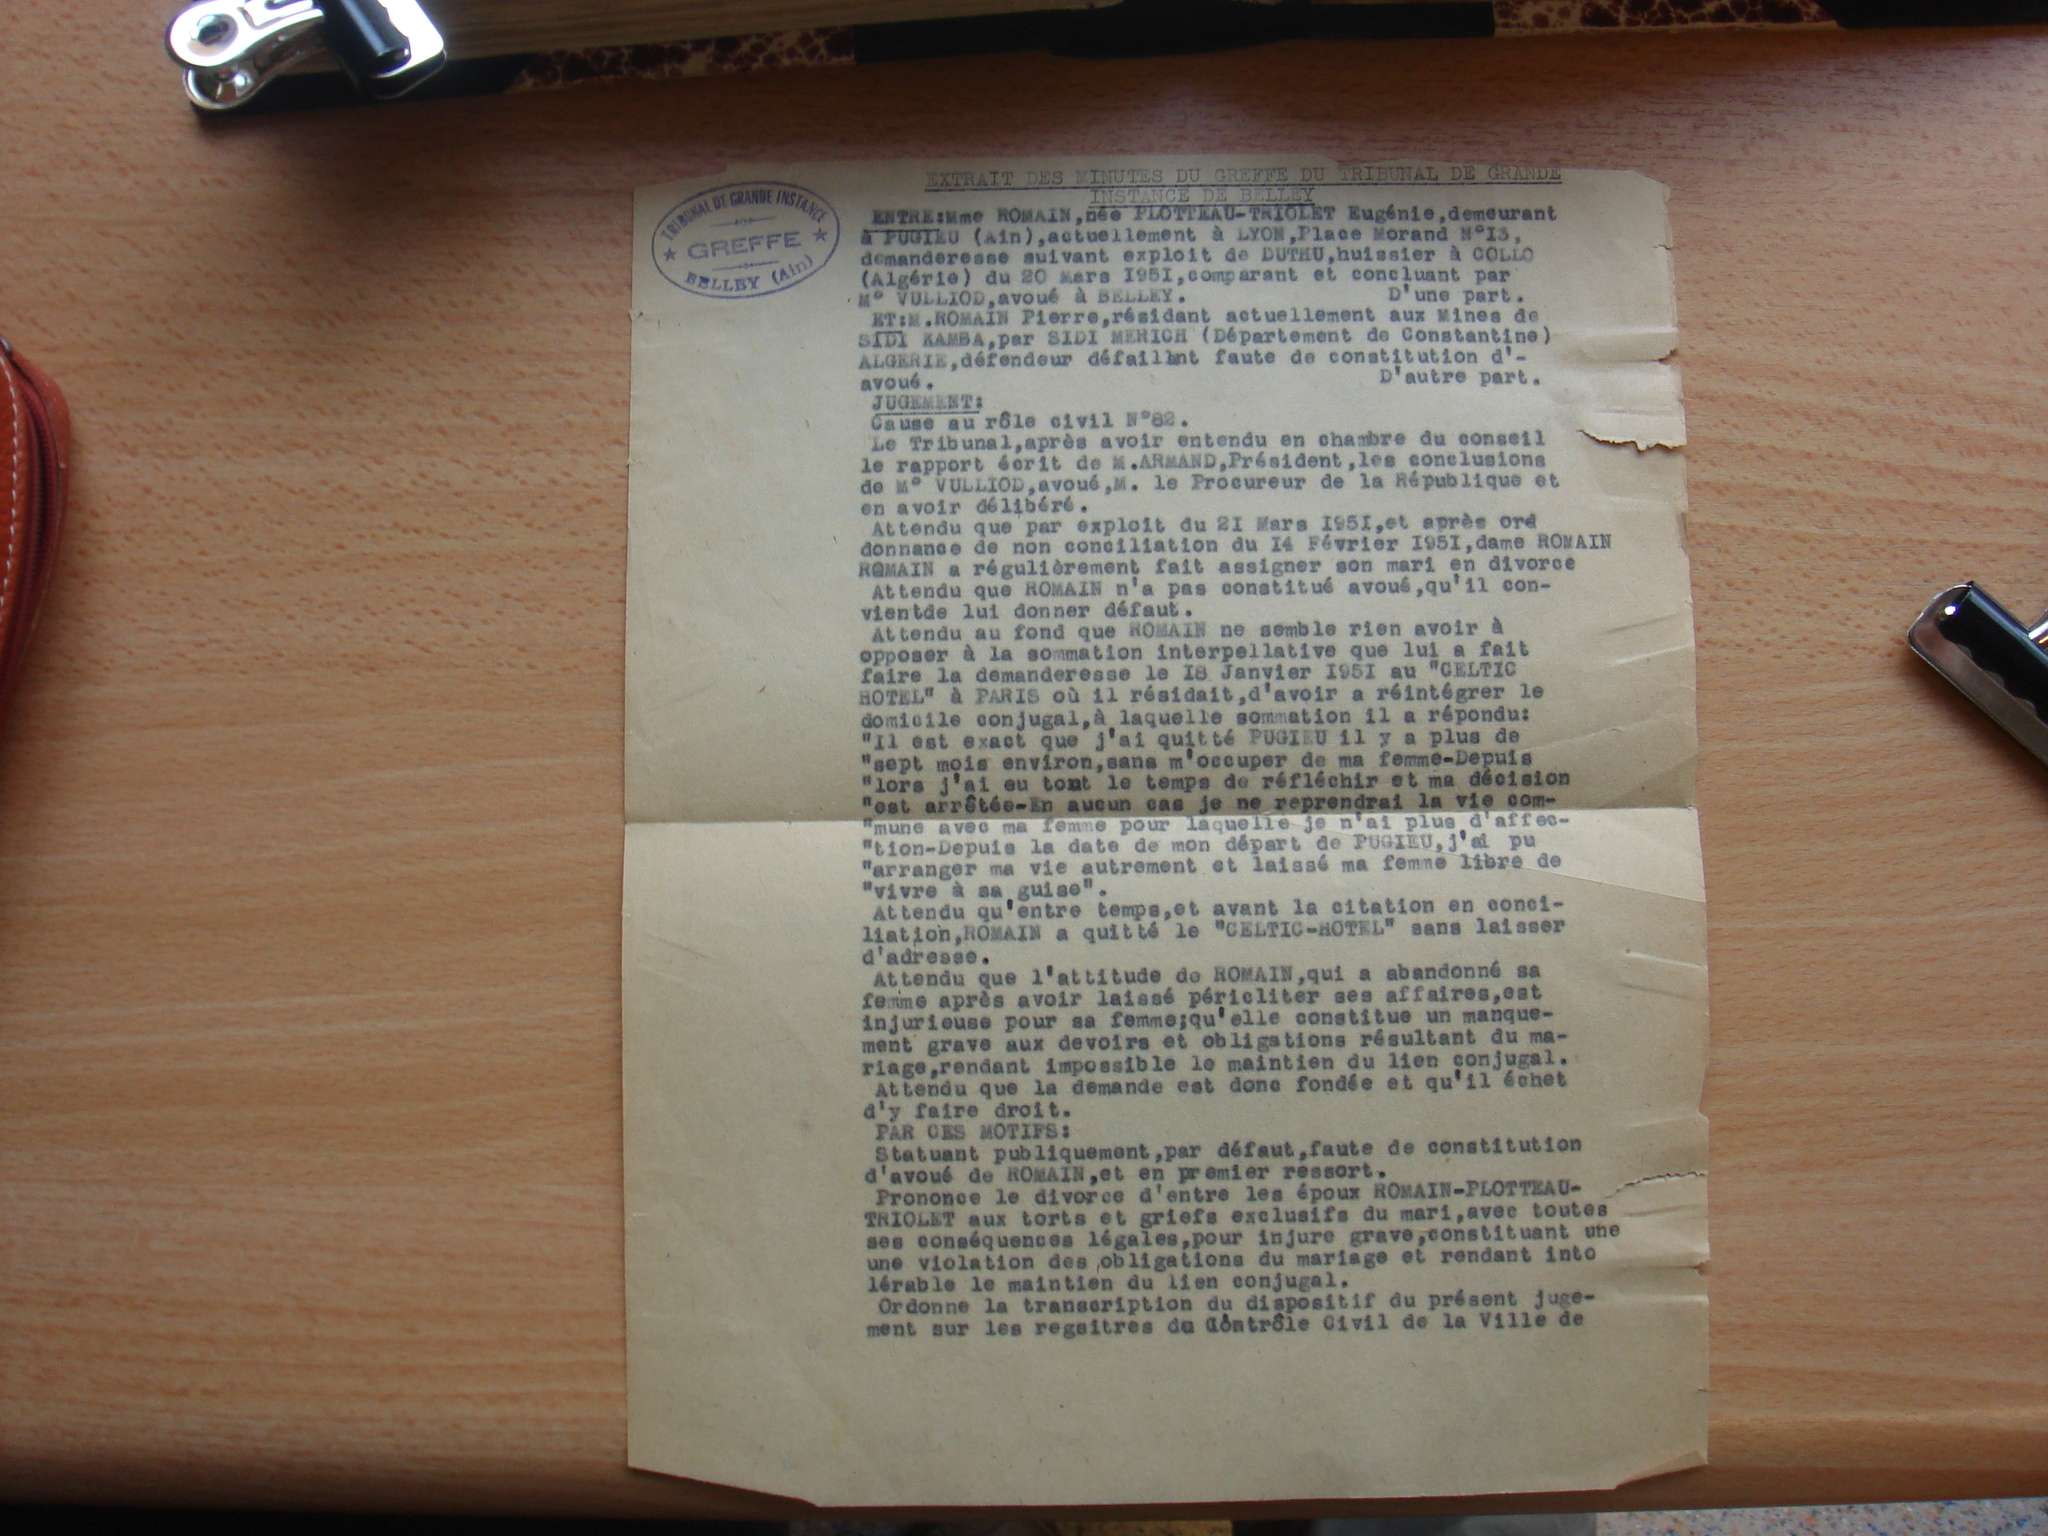 TRIBUNAL DE GRANDE INSTANCE
GREFFE
BELLEY (Ain)
EXTRAIT DES MINUTES DU GREFFE DU TRIBUNAL DE GRANDE
INSTANCE DE BELLEY
ENTRE:Mme ROMAIN,née PLOTTEAU-TRIOLET Eugénie,demeurant
à PUGIEU (Ain),actuellement à LYON,Place Morand N°I3,
demanderesse suivant exploit de DUTHU,huissier à COLLO
(Algérie) du 20 Mars I95I,comparant et concluant par
M° VULLIOD,avoué à BELLEY. D'une part.
ET:M.ROMAIN Pierre,résidant actuellement aux Mines de
SIDI KAMBA,par SIDI MERICH (Département de Constantine)
ALGERIE,défendeur défaillant faute de constitution d'-
avoué. D'autre part.
JUGEMENT:
Cause au rôle civil N°82.
Le Tribunal,après avoir entendu en chambre du conseil
le rapport écrit de M.ARMAND,Président,les conclusions
de M° VULLIOD,avoué,M. le Procureur de la République et
en avoir délibéré.
Attendu que par exploit du 2I Mars I95I,et après ord
donnance de non conciliation du I4 Février I95I,dame ROMAIN
ROMAIN a régulièrement fait assigner son mari en divorce
Attendu que ROMAIN n'a pas constitué avoué,qu'il con-
vientde lui donner défaut.
Attendu au fond que ROMAIN ne semble rien avoir à
opposer à la sommation interpellative que lui a fait
faire la demanderesse le I8 Janvier I95I au "CELTIC
HOTEL" à PARIS où il résidait,d'avoir a réintégrer le
domicile conjugal,à laquelle sommation il a répondu:
"Il est exact que j'ai quitté PUGIEU il y a plus de
"sept mois environ,sans m'occuper de ma femme-Depuis
"lors j'ai eu tout le temps de réfléchir et ma décision
"est arrêtée-En aucun cas je ne reprendrai la vie com-
"mune avec ma femme pour laquelle je n'ai plus d'affec-
"tion-Depuis la date de mon départ de PUGIEU,j'ai pu
"arranger ma vie autrement et laissé ma femme libre de
"vivre à sa guise".
Attendu qu'entre temps,et avant la citation en conci-
liation,ROMAIN a quitté le "CELTIC-HOTEL" sans laisser
d'adresse.
Attendu que l'attitude de ROMAIN,qui a abandonné sa
femme après avoir laissé péricliter ses affaires,est
injurieuse pour sa femme;qu'elle constitue un manque-
ment grave aux devoirs et obligations résultant du ma-
riage,rendant impossible le maintien du lien conjugal.
Attendu que la demande est donc fondée et qu'il échet
d'y faire droit.
PAR CES MOTIFS:
Statuant publiquement,par défaut,faute de constitution
d'avoué de ROMAIN,et en premier ressort.
Prononce le divorce d'entre les époux ROMAIN-PLOTTEAU-
TRIOLET aux torts et griefs exclusifs du mari,avec toutes
ses conséquences légales,pour injure grave,constituant une
une violation des obligations du mariage et rendant into
lérable le maintien du lien conjugal.
Ordonne la transcription du dispositif du présent juge-
ment sur les regsitres du Contrôle Civil de la Ville de